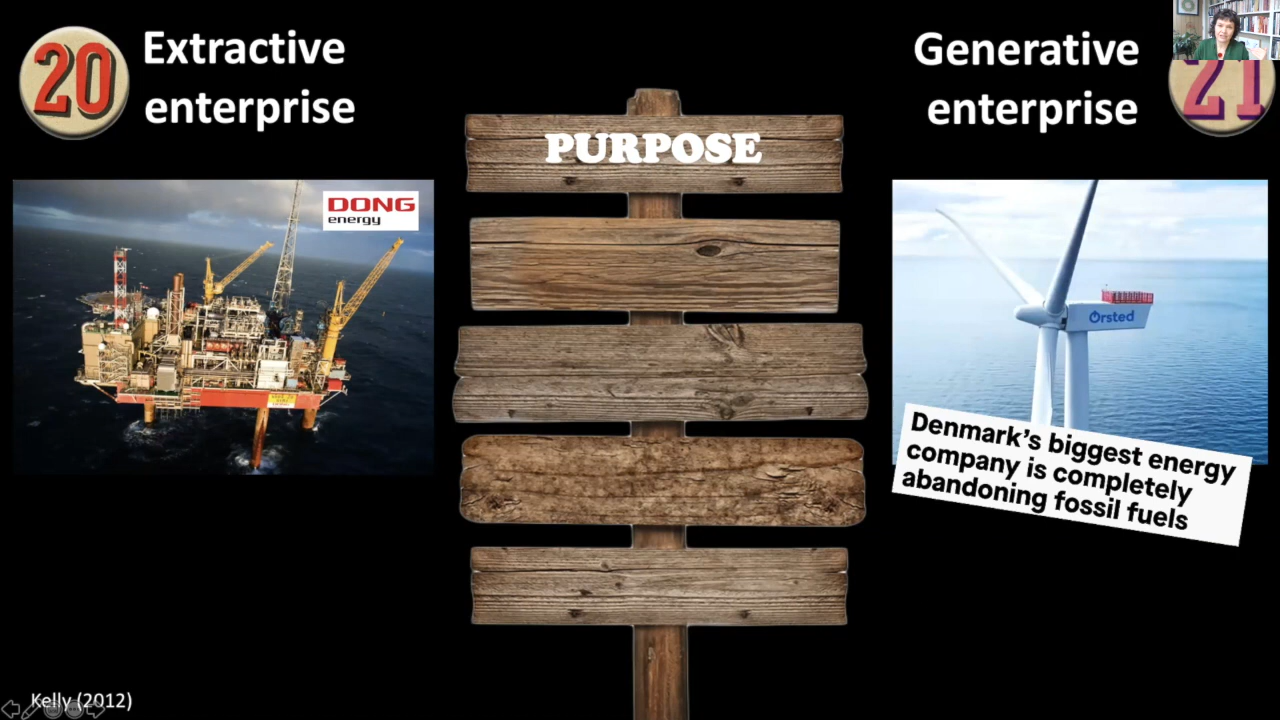 20
Extractive
enterprise
DONG
energy
PURPOSE
Generative
enterprise
21
Ørsted
Denmark's biggest energy
company is completely
abandoning fossil fuels
Kelly (2012)